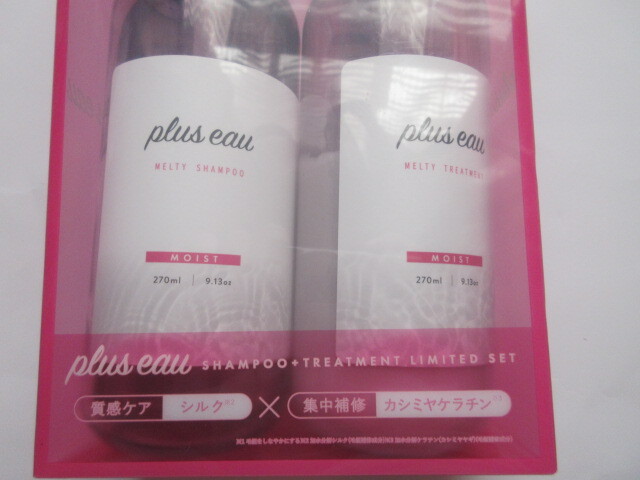 plus eau
MELTY SHAMPOO
MOIST
270ml | 9.13oz
plus eau
MELTY TREATMENT
MOIST
270ml | 9.13oz
plus eau SHAMPOO+TREATMENT LIMITED SET
質感ケア シルク × 集中補修 カシミヤケラチン